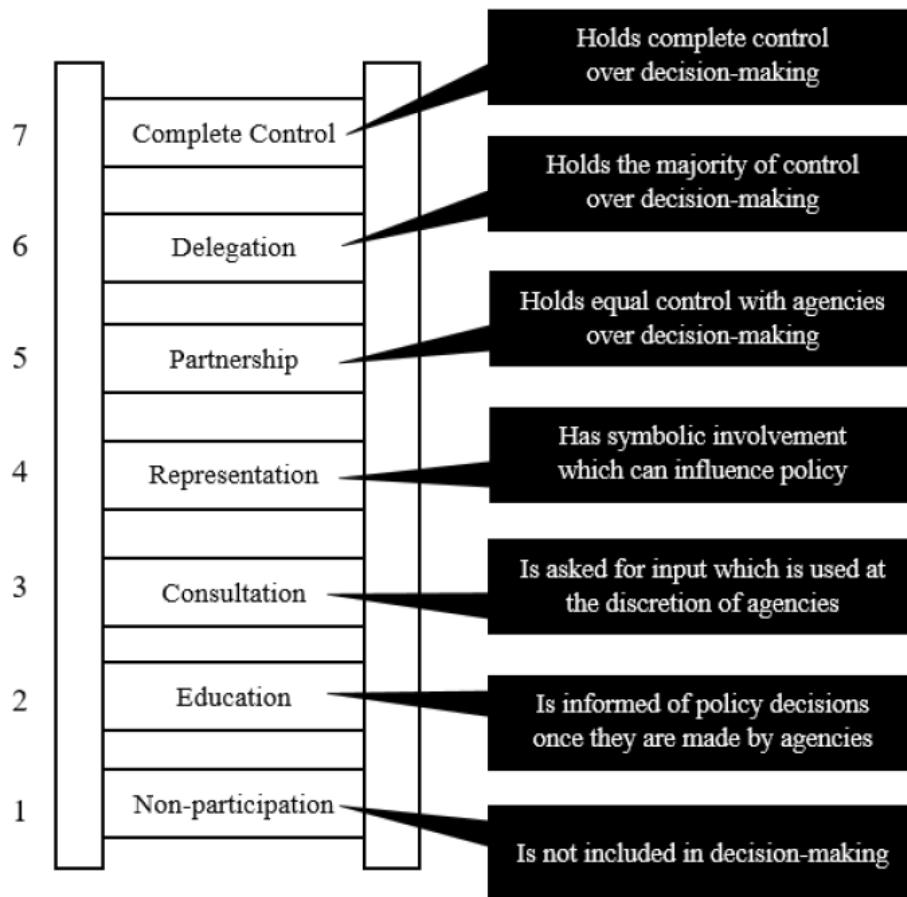 Holds complete control
over decision-making
7
Complete Control
Holds the majority of control
over decision-making
6
Delegation
Holds equal control with agencies
over decision-making
5
Partnership
Has symbolic involvement
which can influence policy
4
Representation
Is asked for input which is used at
the discretion of agencies
3
Consultation
Is informed of policy decisions
once they are made by agencies
2
Education
Is not included in decision-making
1
Non-participation